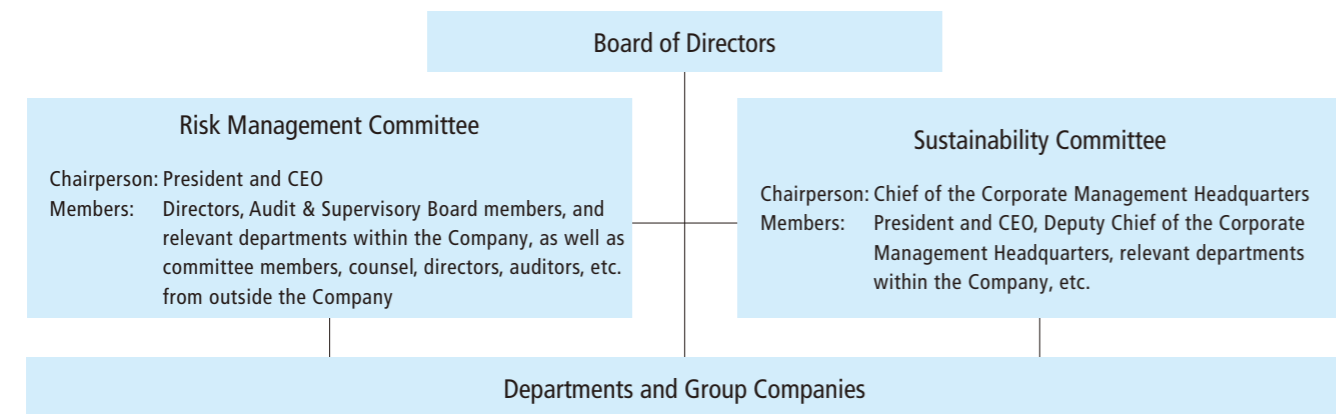 Board of Directors
Risk Management Committee
Chairperson: President and CEO
Members: Directors, Audit & Supervisory Board members, and
relevant departments within the Company, as well as
committee members, counsel, directors, auditors, etc.
from outside the Company
Sustainability Committee
Chairperson: Chief of the Corporate Management Headquarters
Members: President and CEO, Deputy Chief of the Corporate
Management Headquarters, relevant departments
within the Company, etc.
Departments and Group Companies